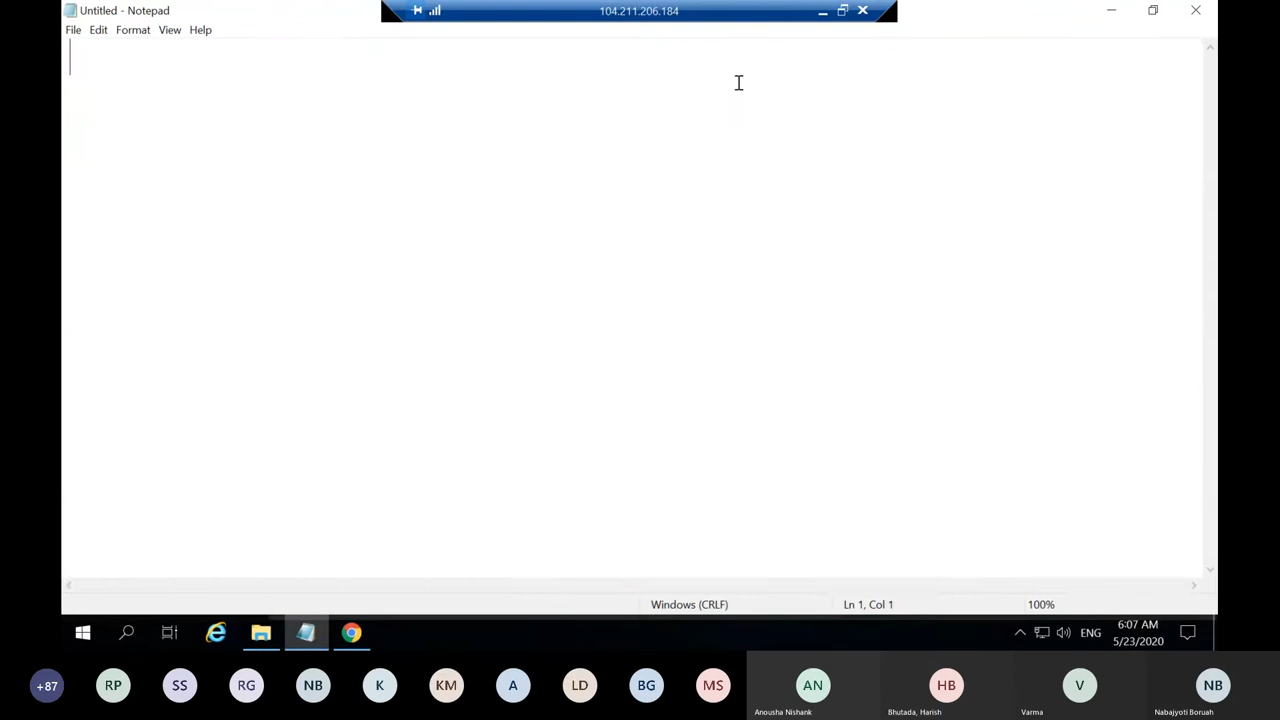 Untitled - Notepad
104.211.206.184
File Edit Format View Help
Windows (CRLF)
Ln 1, Col 1
100%
ENG
6:07 AM
5/23/2020
+87
RP
SS
RG
NB
K
KM
A
LD
BG
MS
AN
HB
V
NB
Anousha Nishank
Bhutada, Harish
Varma
Nabajyoti Boruah